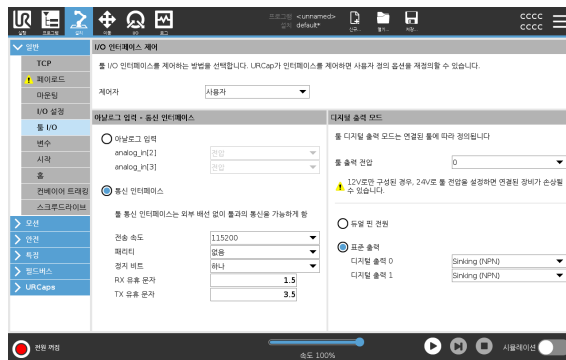 프로그램 <unnamed>
설치 default*
cccc
cccc
실행 프로그램 설치 이동 I/O 로그
신규... 열기... 저장...
일반
TCP
페이로드
마운팅
I/O 설정
툴 I/O
변수
시작
홈
컨베이어 트래킹
스크루드라이브
모션
안전
특징
필드버스
URCaps
I/O 인터페이스 제어
툴 I/O 인터페이스를 제어하는 방법을 선택합니다. URCap가 인터페이스를 제어하면 사용자 정의 옵션을 재정의할 수 있습니다.
제어자
사용자
아날로그 입력 - 통신 인터페이스
아날로그 입력
analog_in[2]
전압
analog_in[3]
전압
통신 인터페이스
툴 통신 인터페이스는 외부 배선 없이 툴과의 통신을 가능하게 함
전송 속도
115200
패리티
없음
정지 비트
하나
RX 유휴 문자
1.5
TX 유휴 문자
3.5
디지털 출력 모드
툴 디지털 출력 모드는 연결된 툴에 따라 정의됩니다
툴 출력 전압
0
12V로만 구성된 경우, 24V로 툴 전압을 설정하면 연결된 장비가 손상될
수 있습니다.
듀얼 핀 전원
표준 출력
디지털 출력 0
Sinking (NPN)
디지털 출력 1
Sinking (NPN)
전원 꺼짐
속도 100%
시뮬레이션